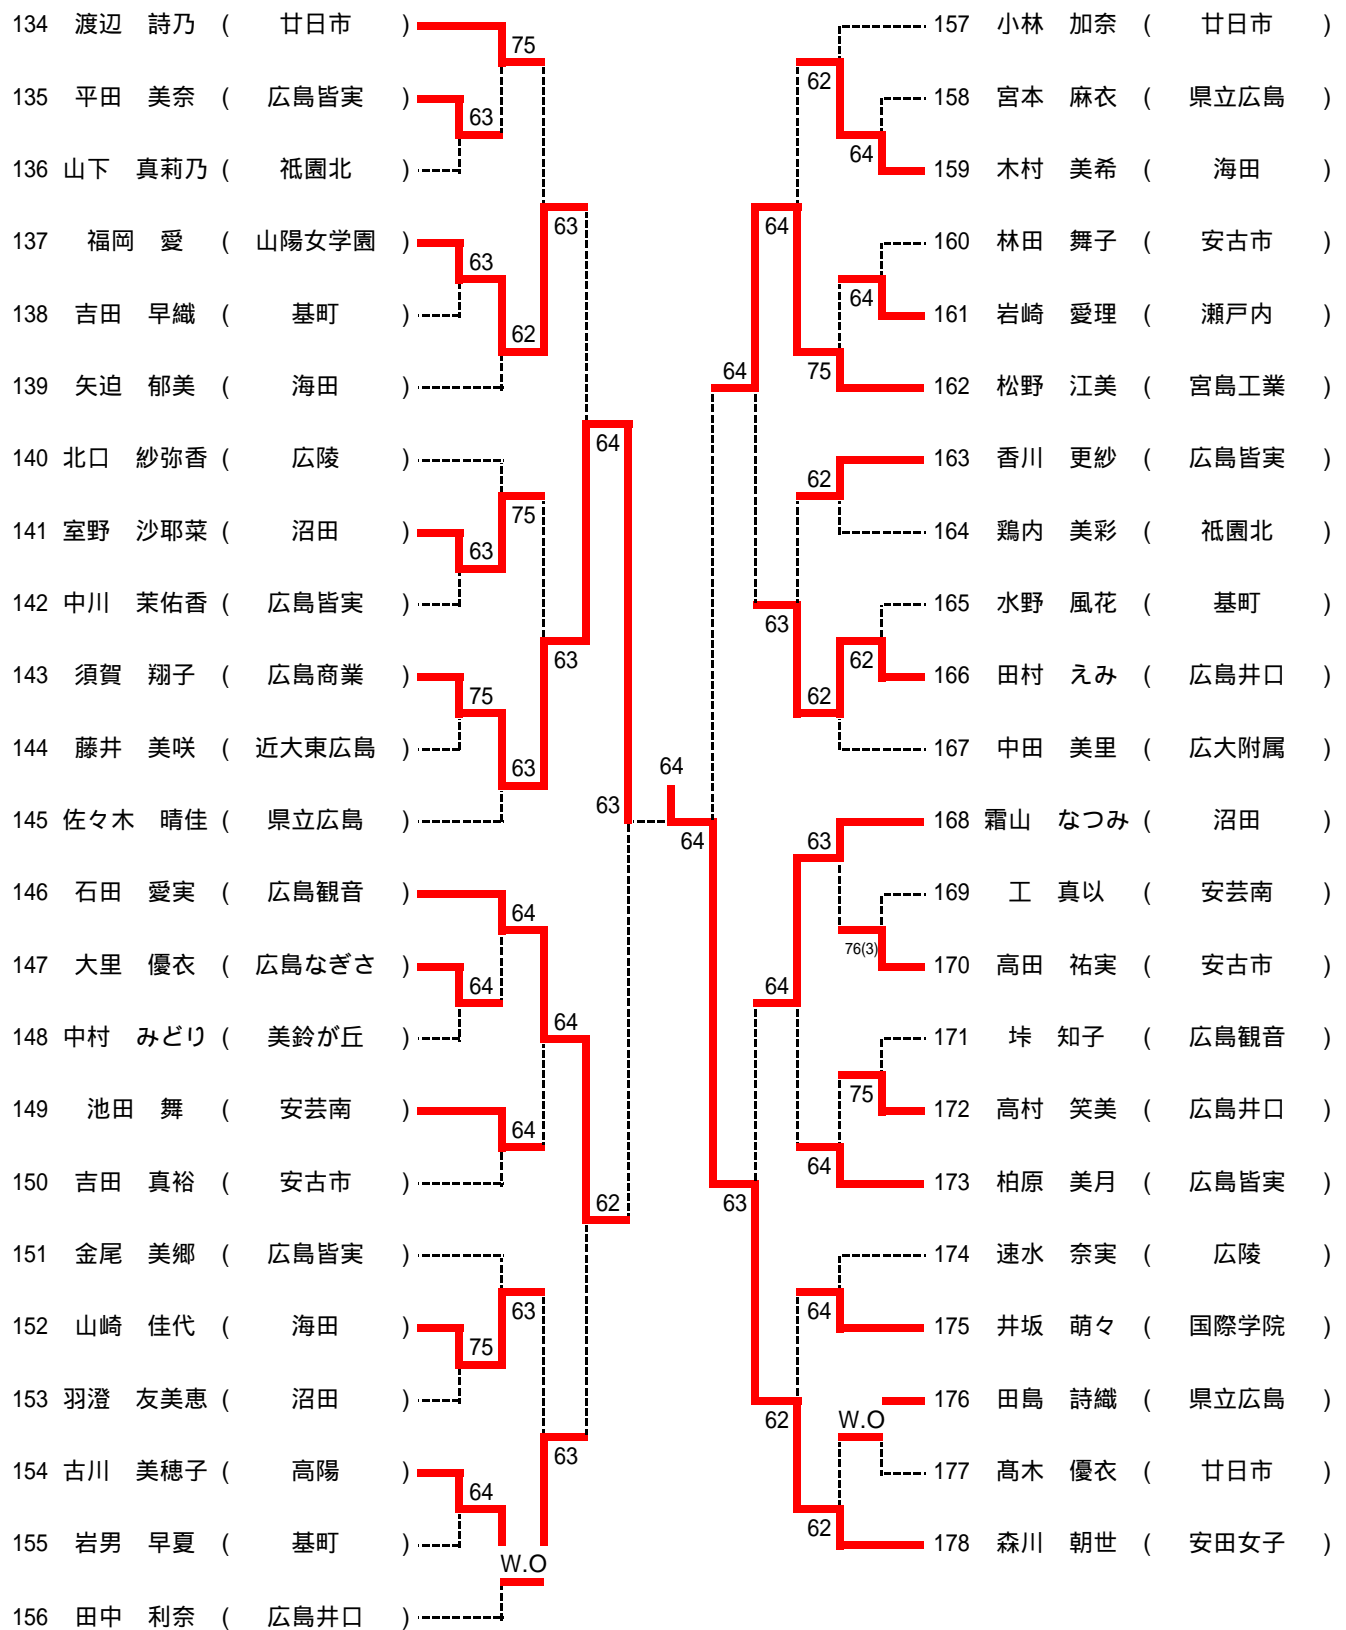 134 渡辺 詩乃 ( 廿日市 )
75
135 平田 美奈 ( 広島皆実 )
63
136 山下 真莉乃 ( 祇園北 )
63
137 福岡 愛 ( 山陽女学園 )
63
138 吉田 早織 ( 基町 )
62
139 矢迫 郁美 ( 海田 )
64
140 北口 紗弥香 ( 広陵 )
75
141 室野 沙耶菜 ( 沼田 )
63
142 中川 茉佑香 ( 広島皆実 )
63
143 須賀 翔子 ( 広島商業 )
75
144 藤井 美咲 ( 近大東広島 )
63
63
145 佐々木 晴佳 ( 県立広島 )
146 石田 愛実 ( 広島観音 )
64
147 大里 優衣 ( 広島なぎさ )
64
64
148 中村 みどり ( 美鈴が丘 )
149 池田 舞 ( 安芸南 )
64
150 吉田 真裕 ( 安古市 )
62
151 金尾 美郷 ( 広島皆実 )
63
152 山崎 佳代 ( 海田 )
75
153 羽澄 友美恵 ( 沼田 )
63
154 古川 美穂子 ( 高陽 )
64
155 岩男 早夏 ( 基町 )
W.O
156 田中 利奈 ( 広島井口 )
64
64
157 小林 加奈 ( 廿日市 )
62
158 宮本 麻衣 ( 県立広島 )
64
159 木村 美希 ( 海田 )
64
160 林田 舞子 ( 安古市 )
64
161 岩崎 愛理 ( 瀬戸内 )
64
75
162 松野 江美 ( 宮島工業 )
163 香川 更紗 ( 広島皆実 )
62
164 鶏内 美彩 ( 祇園北 )
165 水野 風花 ( 基町 )
63
62
166 田村 えみ ( 広島井口 )
62
167 中田 美里 ( 広大附属 )
168 霜山 なつみ ( 沼田 )
63
169 工 真以 ( 安芸南 )
76(3)
170 高田 祐実 ( 安古市 )
64
171 垰 知子 ( 広島観音 )
75
172 高村 笑美 ( 広島井口 )
64
173 柏原 美月 ( 広島皆実 )
63
174 速水 奈実 ( 広陵 )
64
175 井坂 萌々 ( 国際学院 )
176 田島 詩織 ( 県立広島 )
62
W.O
177 髙木 優衣 ( 廿日市 )
62
178 森川 朝世 ( 安田女子 )